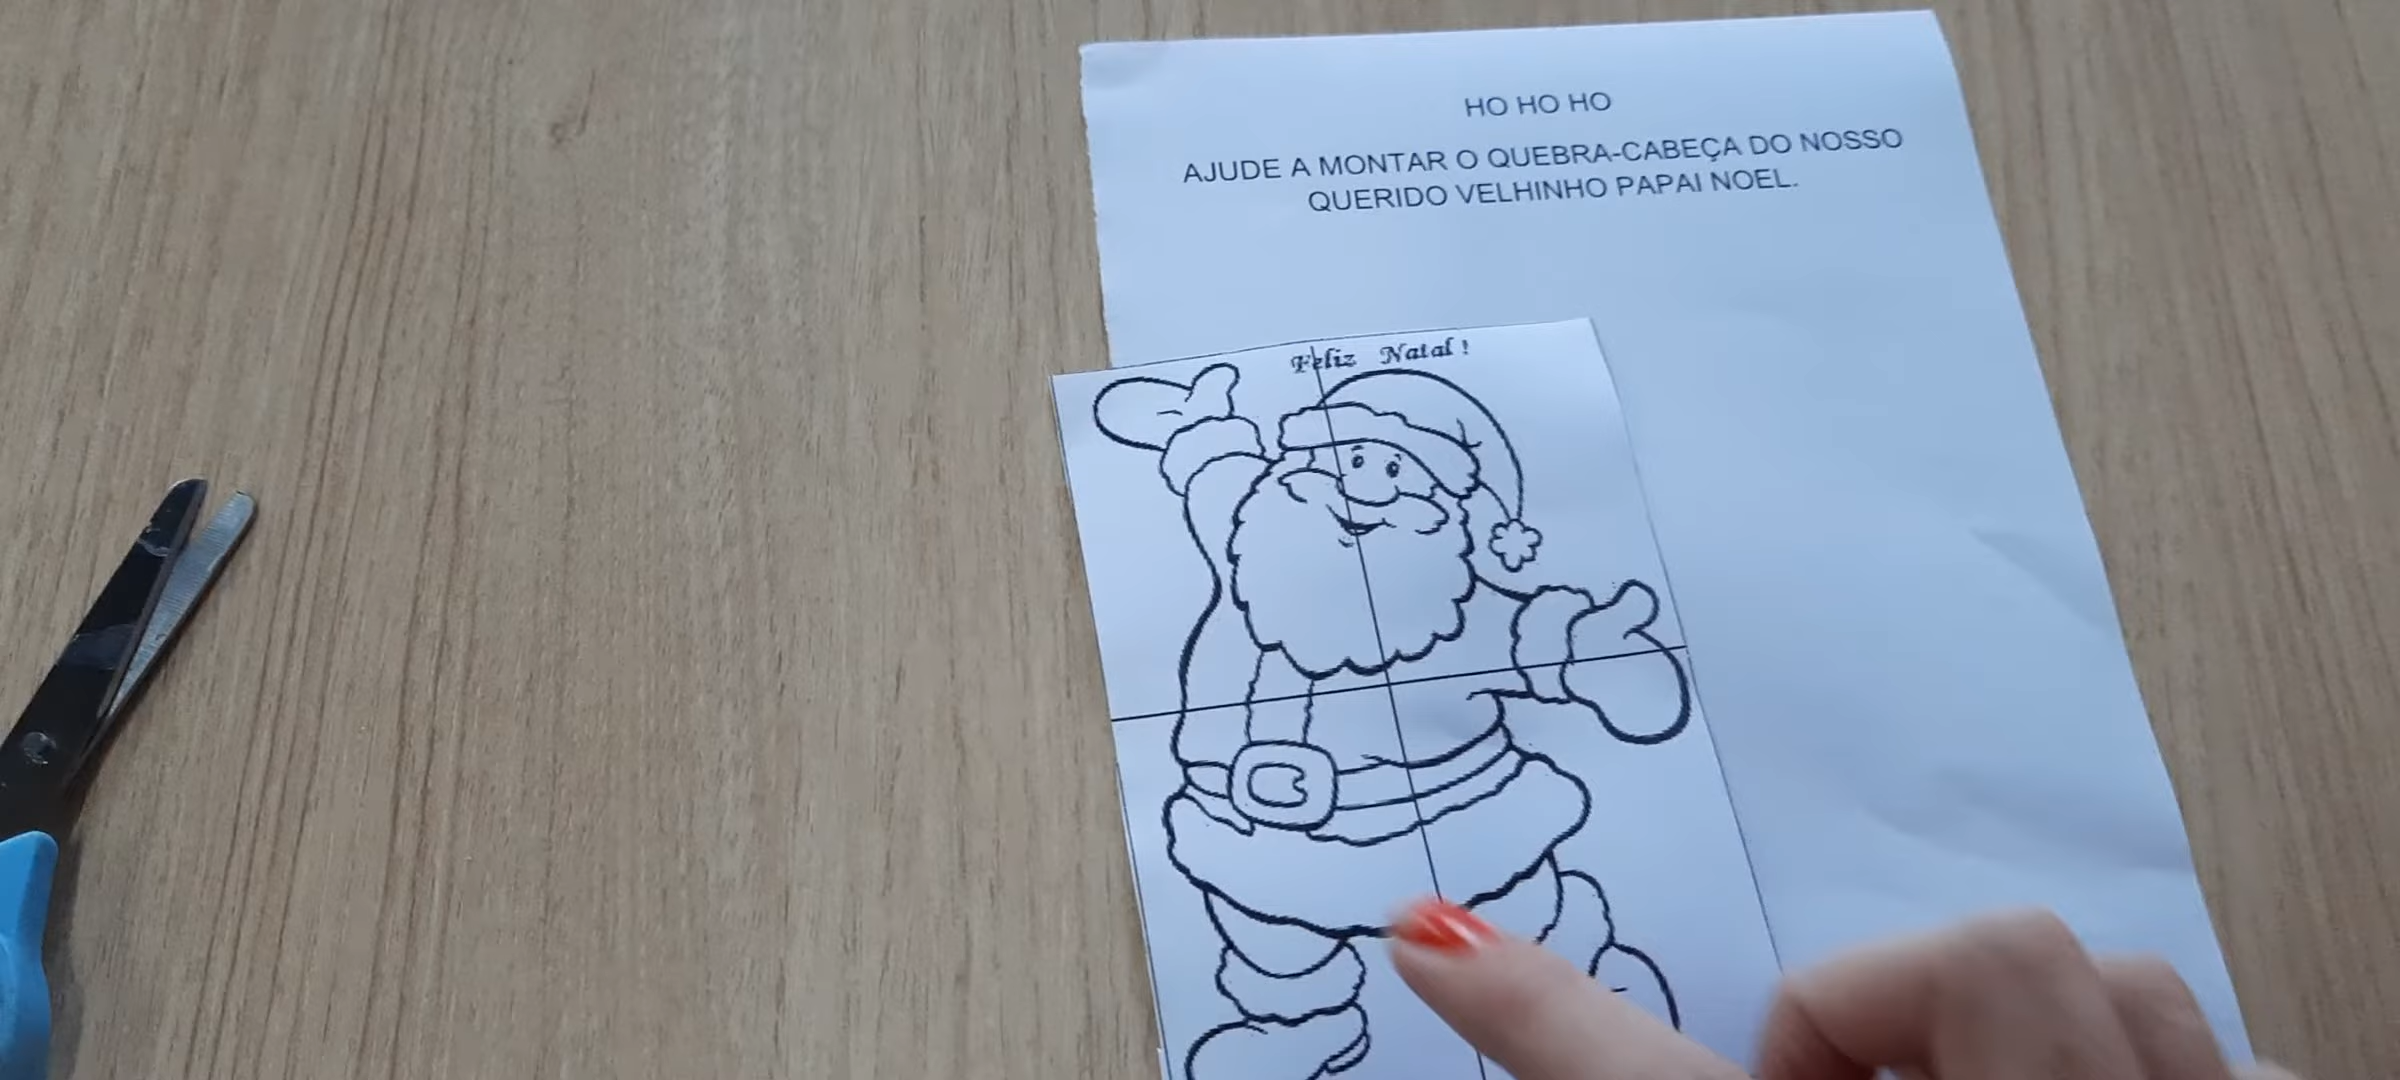 HO HO HO
AJUDE A MONTAR O QUEBRA-CABEÇA DO NOSSO
QUERIDO VELHINHO PAPAI NOEL.
Feliz Natal !